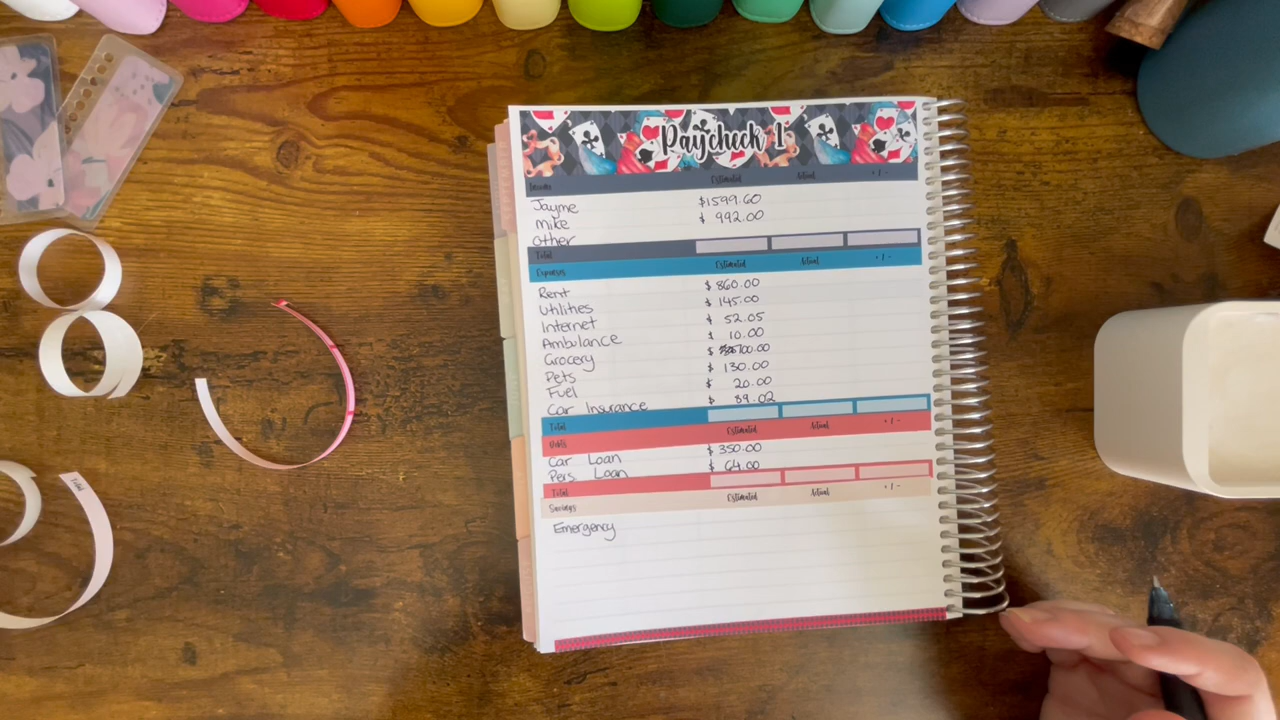 Paycheck 1
Income Estimated Actual + / -
Jayme $1599.60
Mike $ 992.00
Other
Total
Expenses Estimated Actual + / -
Rent $ 860.00
Utilities $ 145.00
Internet $ 52.05
Ambulance $ 10.00
Grocery $ 100.00
Pets $ 130.00
Fuel $ 20.00
Car Insurance $ 89.02
Total
Debts Estimated Actual + / -
Car Loan $ 350.00
Pers. Loan $ 64.00
Total
Savings Estimated Actual + / -
Emergency
Total